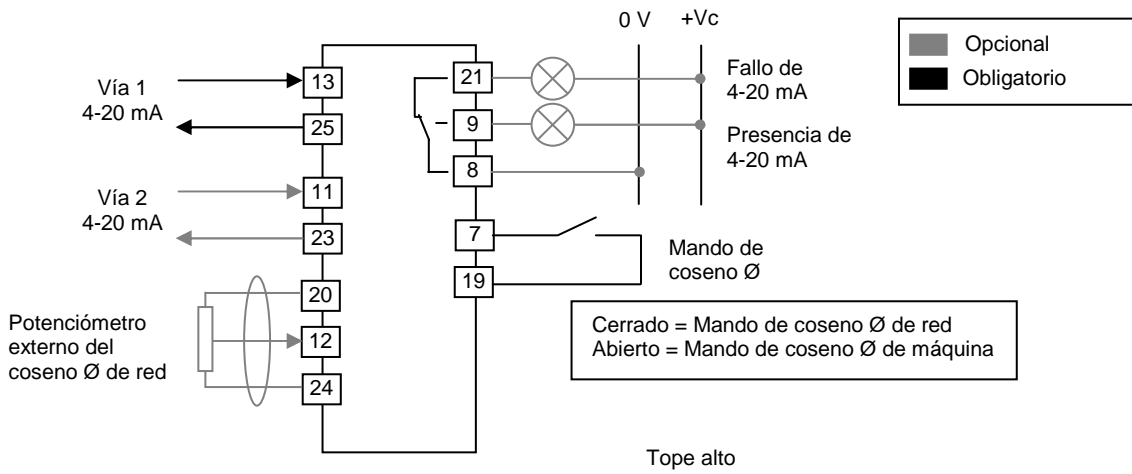 0 V
+Vc
Opcional
Obligatorio
Vía 1
4-20 mA
13
25
21
9
8
Fallo de
4-20 mA
Presencia de
4-20 mA
Vía 2
4-20 mA
11
23
7
19
Mando de
coseno Ø
Potenciómetro
externo del
coseno Ø de red
20
12
24
Cerrado = Mando de coseno Ø de red
Abierto = Mando de coseno Ø de máquina
Tope alto